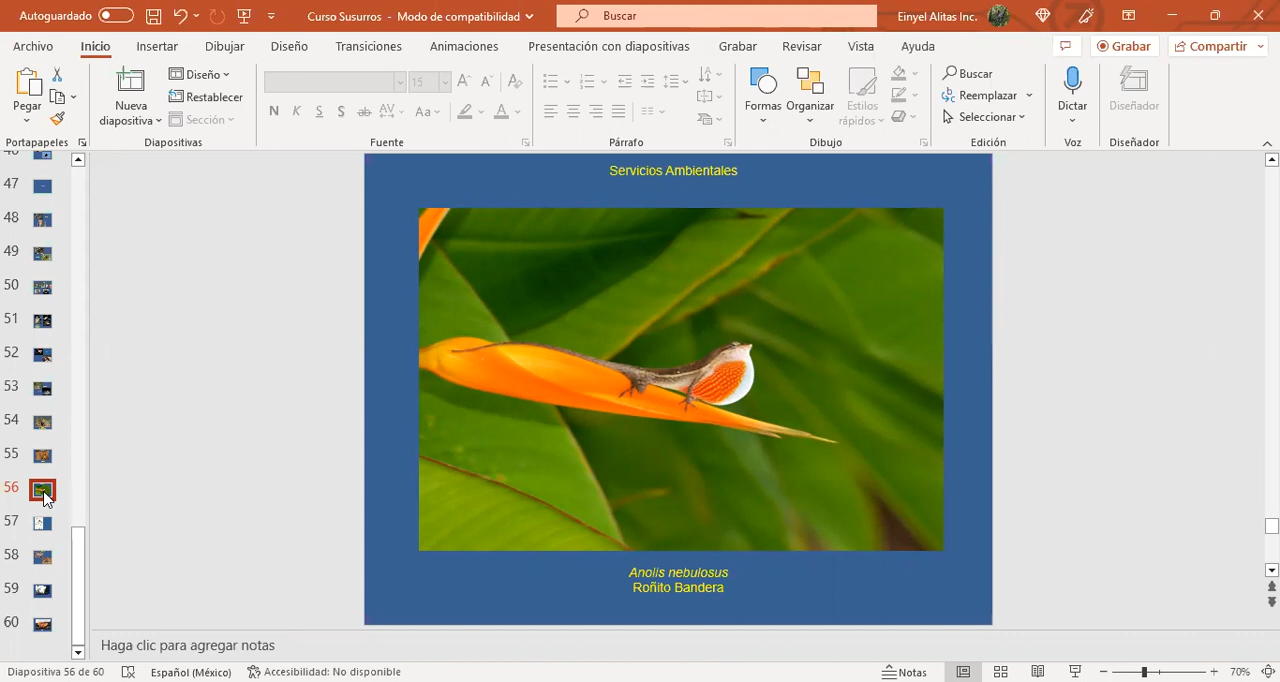 Autoguardado
Curso Susurros - Modo de compatibilidad
Buscar
Einyel Alitas Inc.
Archivo Inicio Insertar Dibujar Diseño Transiciones Animaciones Presentación con diapositivas Grabar Revisar Vista Ayuda
Grabar
Compartir
Pegar
Nueva
diapositiva
Diseño
Restablecer
Sección
15
N K S S ab AV Aa A
Formas
Organizar
Estilos
rápidos
Buscar
Reemplazar
Seleccionar
Dictar
Diseñador
Portapapeles
Diapositivas
Fuente
Párrafo
Dibujo
Edición
Voz
Diseñador
47
48
49
50
51
52
53
54
55
56
57
58
59
60
Servicios Ambientales
Anolis nebulosus
Roñito Bandera
Haga clic para agregar notas
Diapositiva 56 de 60
Español (México)
Accesibilidad: No disponible
Notas
70%